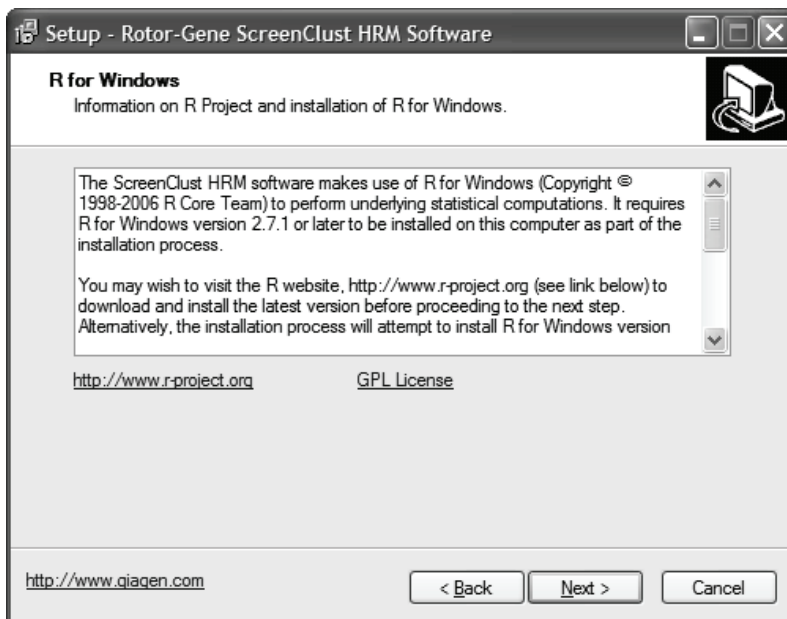 Setup - Rotor-Gene ScreenClust HRM Software
R for Windows
Information on R Project and installation of R for Windows.
The ScreenClust HRM software makes use of R for Windows (Copyright ©
1998-2006 R Core Team) to perform underlying statistical computations. It requires
R for Windows version 2.7.1 or later to be installed on this computer as part of the
installation process.
You may wish to visit the R website, http://www.r-project.org (see link below) to
download and install the latest version before proceeding to the next step.
Alternatively, the installation process will attempt to install R for Windows version
http://www.r-project.org GPL License
http://www.qiagen.com < Back Next > Cancel